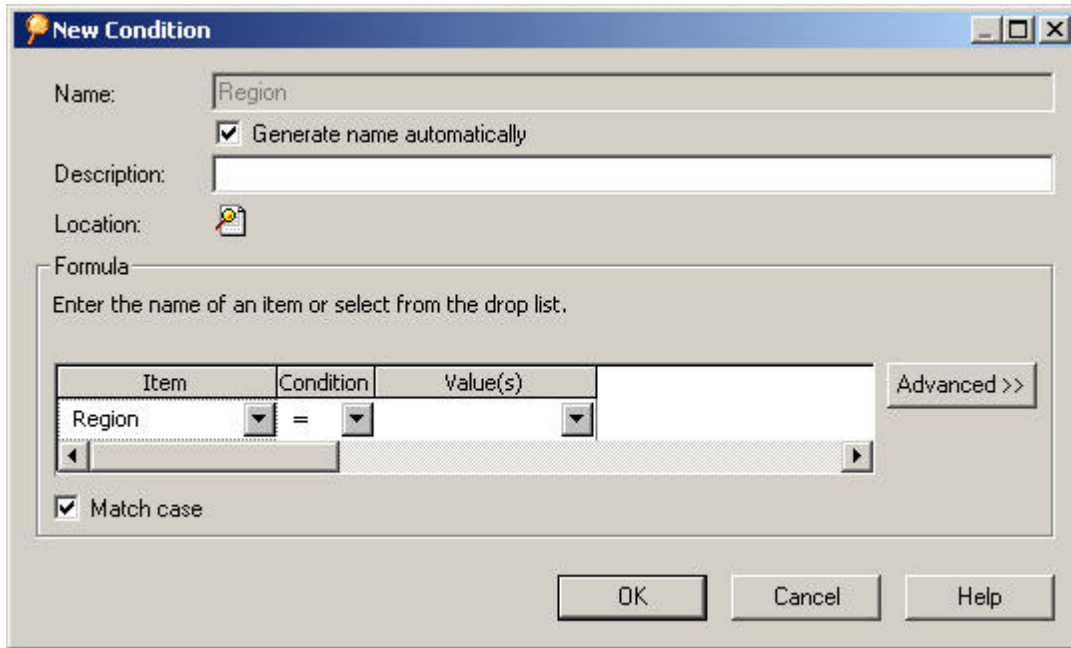 New Condition
Name: Region
Generate name automatically
Description:
Location:
Formula
Enter the name of an item or select from the drop list.
Item Condition Value(s)
Advanced >>
Region =
Match case
OK Cancel Help